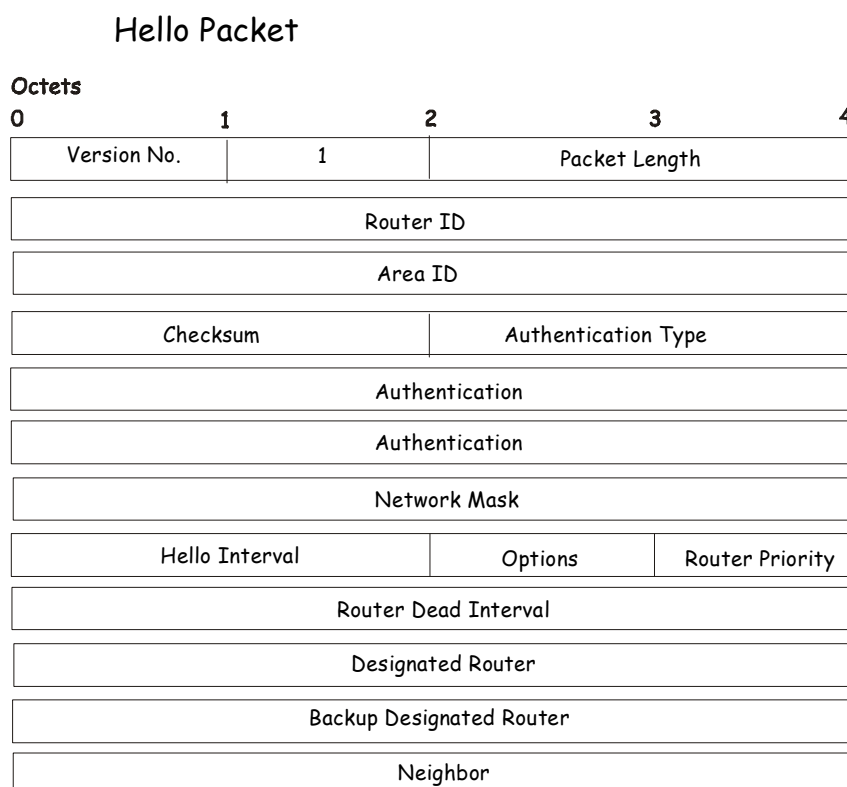 Hello Packet
Octets
0 1 2 3 4
Version No. 1 Packet Length
Router ID
Area ID
Checksum Authentication Type
Authentication
Authentication
Network Mask
Hello Interval Options Router Priority
Router Dead Interval
Designated Router
Backup Designated Router
Neighbor